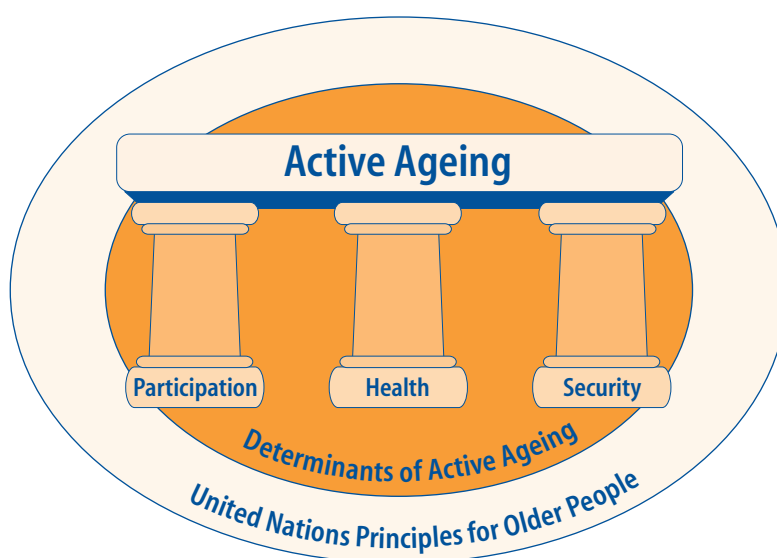 Active Ageing
Participation
Health
Security
Determinants of Active Ageing
United Nations Principles for Older People